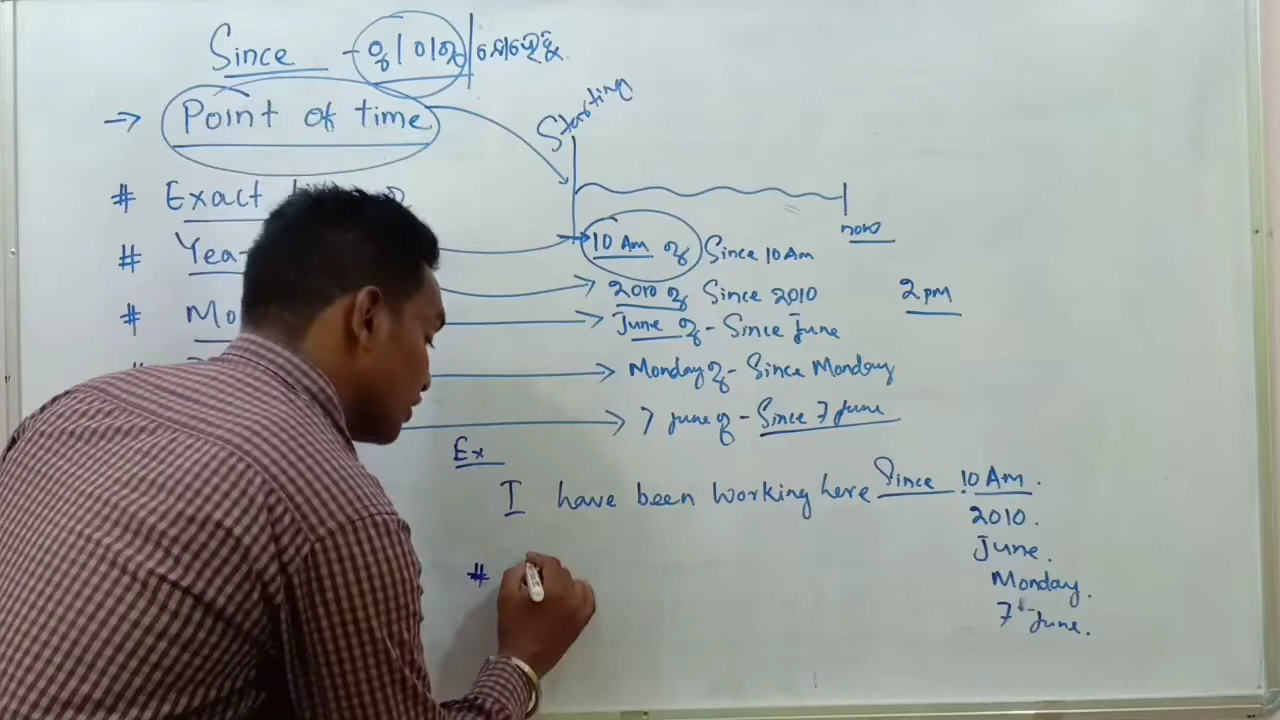 Since - ରୁ | ଠାରୁ | ଯେହେତୁ
→ Point of time
Starting
# Exact
now
10 Am ରୁ Since 10 Am
# Yea
2010 ରୁ Since 2010
2 pm
# Mo
June ରୁ - Since June
Monday ରୁ - Since Monday
7 June ରୁ - Since 7 June
Ex
I have been working here Since 10 Am.
2010.
June.
Monday.
7th June.
#